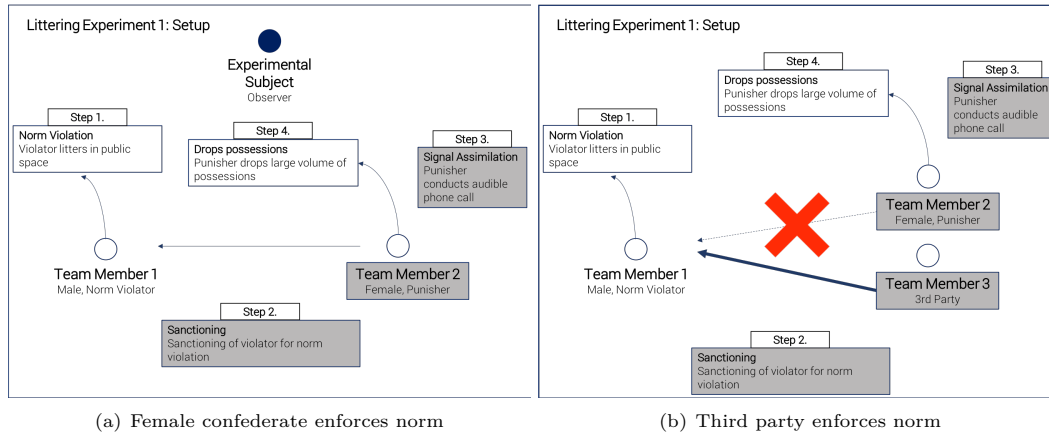 Littering Experiment 1: Setup
Experimental
Subject
Observer
Step 1.
Norm Violation
Violator litters in public
space
Step 4.
Drops possessions
Punisher drops large volume of
possessions
Step 3.
Signal Assimilation
Punisher
conducts audible
phone call
Team Member 1
Male, Norm Violator
Team Member 2
Female, Punisher
Step 2.
Sanctioning
Sanctioning of violator for norm
violation
(a) Female confederate enforces norm
Littering Experiment 1: Setup
Step 4.
Drops possessions
Punisher drops large volume of
possessions
Step 3.
Signal Assimilation
Punisher
conducts audible
phone call
Step 1.
Norm Violation
Violator litters in public
space
Team Member 2
Female, Punisher
Team Member 1
Male, Norm Violator
Team Member 3
3rd Party
Step 2.
Sanctioning
Sanctioning of violator for norm
violation
(b) Third party enforces norm